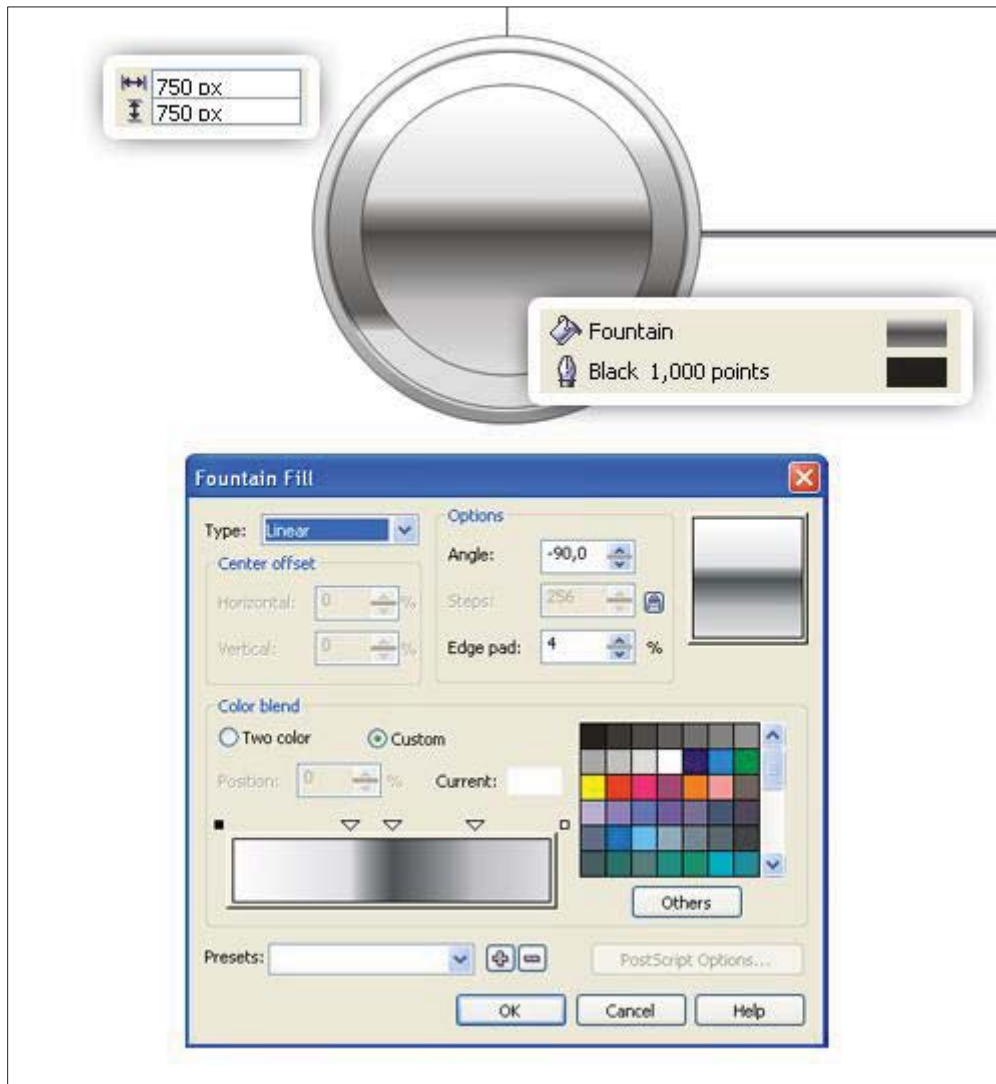 750 px
750 px
Fountain
Black 1,000 points
Fountain Fill
Type: Linear
Center offset
Horizontal: 0 %
Vertical: 0 %
Options
Angle: -90,0
Steps: 256
Edge pad: 4 %
Color blend
Two color Custom
Position: 0 % Current:
Others
Presets:
PostScript Options...
OK Cancel Help